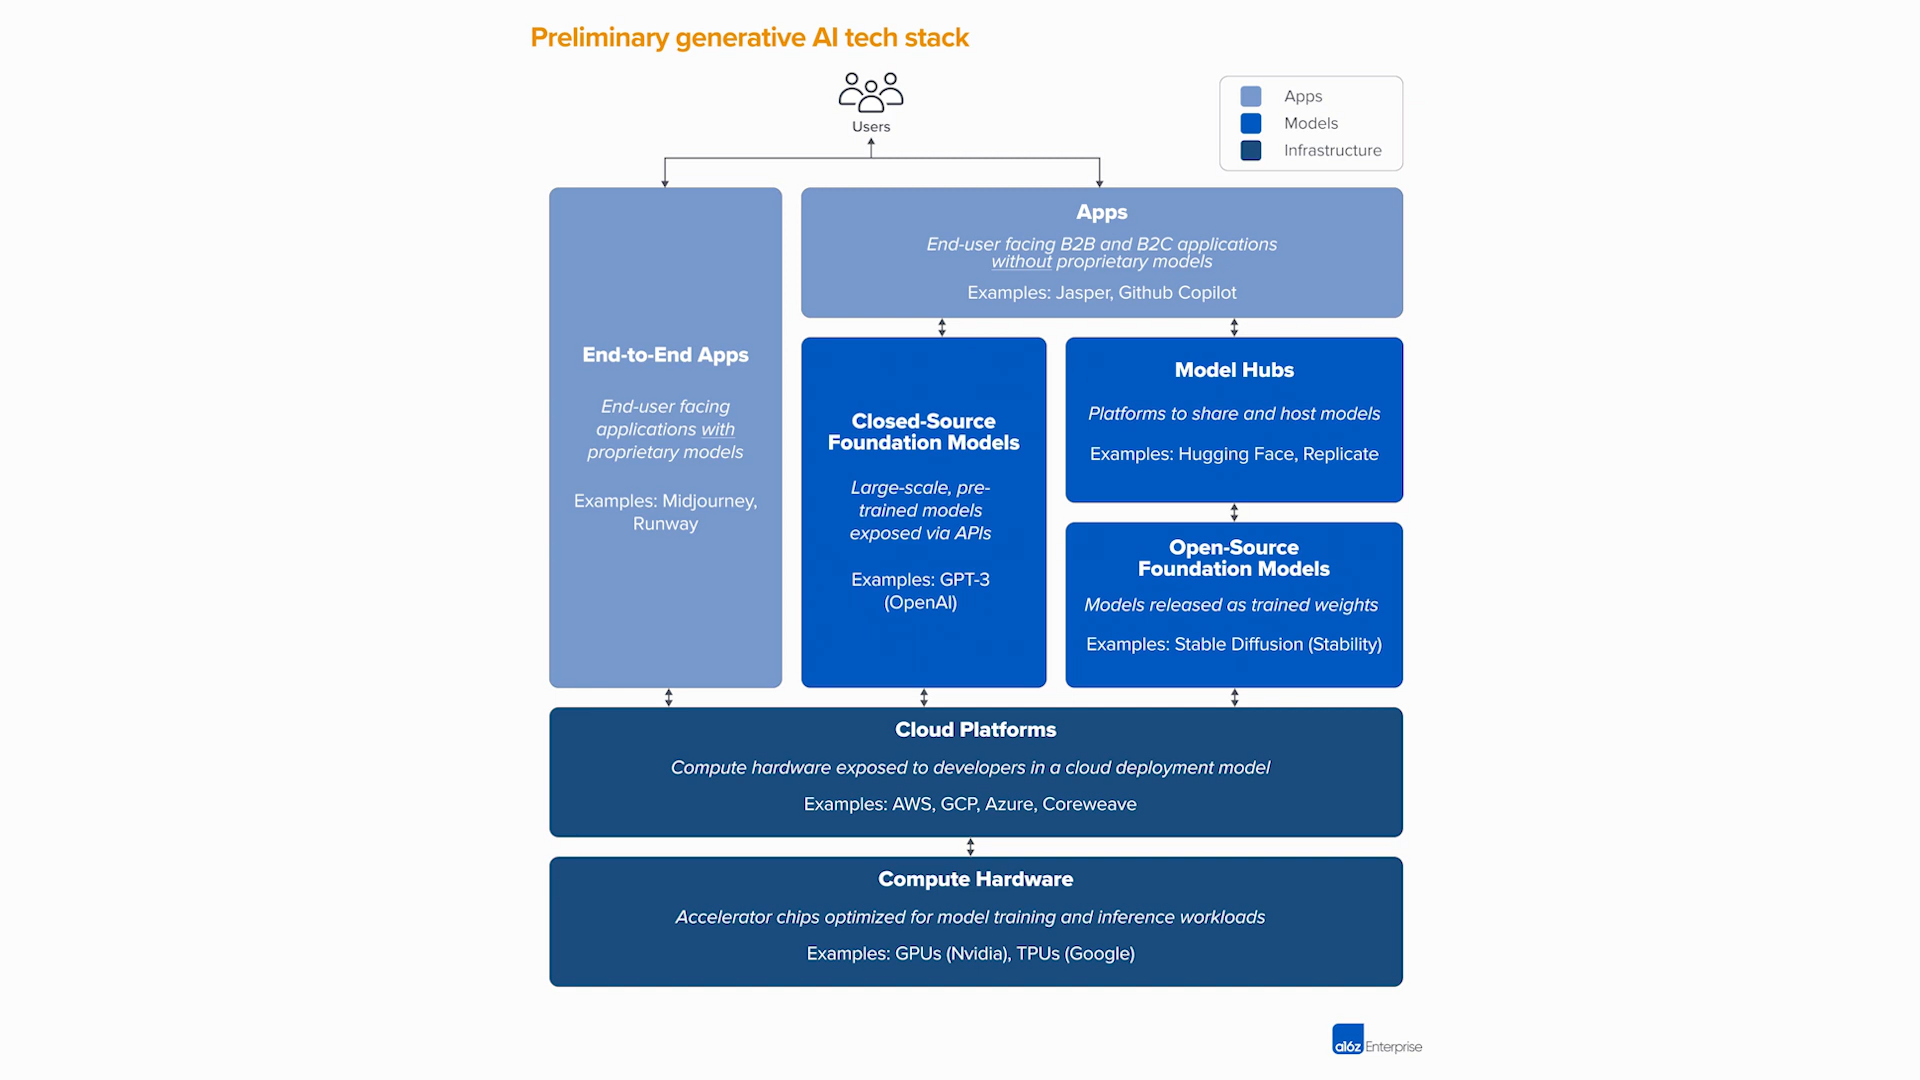 Preliminary generative AI tech stack
Users
Apps
Models
Infrastructure
End-to-End Apps
End-user facing
applications with
proprietary models
Examples: Midjourney,
Runway
Apps
End-user facing B2B and B2C applications
without proprietary models
Examples: Jasper, Github Copilot
Closed-Source
Foundation Models
Large-scale, pre-
trained models
exposed via APIs
Examples: GPT-3
(OpenAI)
Model Hubs
Platforms to share and host models
Examples: Hugging Face, Replicate
Open-Source
Foundation Models
Models released as trained weights
Examples: Stable Diffusion (Stability)
Cloud Platforms
Compute hardware exposed to developers in a cloud deployment model
Examples: AWS, GCP, Azure, Coreweave
Compute Hardware
Accelerator chips optimized for model training and inference workloads
Examples: GPUs (Nvidia), TPUs (Google)
a16z Enterprise